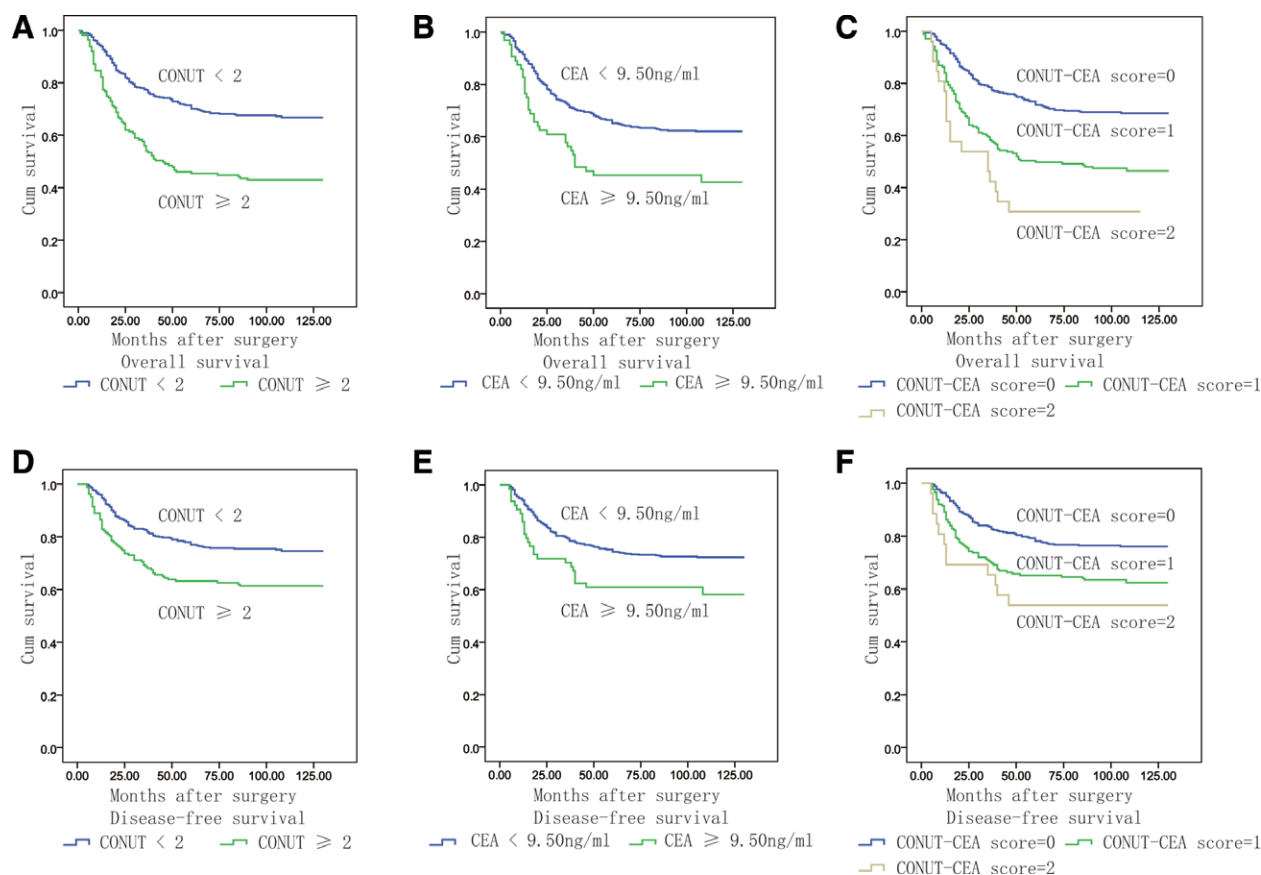 A
Cum survival
1.0
0.8
0.6
0.4
0.2
0.0
CONUT < 2
CONUT ≥ 2
0.00 25.00 50.00 75.00 100.00 125.00
Months after surgery
Overall survival
CONUT < 2 CONUT ≥ 2
B
Cum survival
1.0
0.8
0.6
0.4
0.2
0.0
CEA < 9.50ng/ml
CEA ≥ 9.50ng/ml
0.00 25.00 50.00 75.00 100.00 125.00
Months after surgery
Overall survival
CEA < 9.50ng/ml CEA ≥ 9.50ng/ml
C
Cum survival
1.0
0.8
0.6
0.4
0.2
0.0
CONUT-CEA score=0
CONUT-CEA score=1
CONUT-CEA score=2
0.00 25.00 50.00 75.00 100.00 125.00
Months after surgery
Overall survival
CONUT-CEA score=0 CONUT-CEA score=1
CONUT-CEA score=2
D
Cum survival
1.0
0.8
0.6
0.4
0.2
0.0
CONUT < 2
CONUT ≥ 2
0.00 25.00 50.00 75.00 100.00 125.00
Months after surgery
Disease-free survival
CONUT < 2 CONUT ≥ 2
E
Cum survival
1.0
0.8
0.6
0.4
0.2
0.0
CEA < 9.50ng/ml
CEA ≥ 9.50ng/ml
0.00 25.00 50.00 75.00 100.00 125.00
Months after surgery
Disease-free survival
CEA < 9.50ng/ml CEA ≥ 9.50ng/ml
F
Cum survival
1.0
0.8
0.6
0.4
0.2
0.0
CONUT-CEA score=0
CONUT-CEA score=1
CONUT-CEA score=2
0.00 25.00 50.00 75.00 100.00 125.00
Months after surgery
Disease-free survival
CONUT-CEA score=0 CONUT-CEA score=1
CONUT-CEA score=2